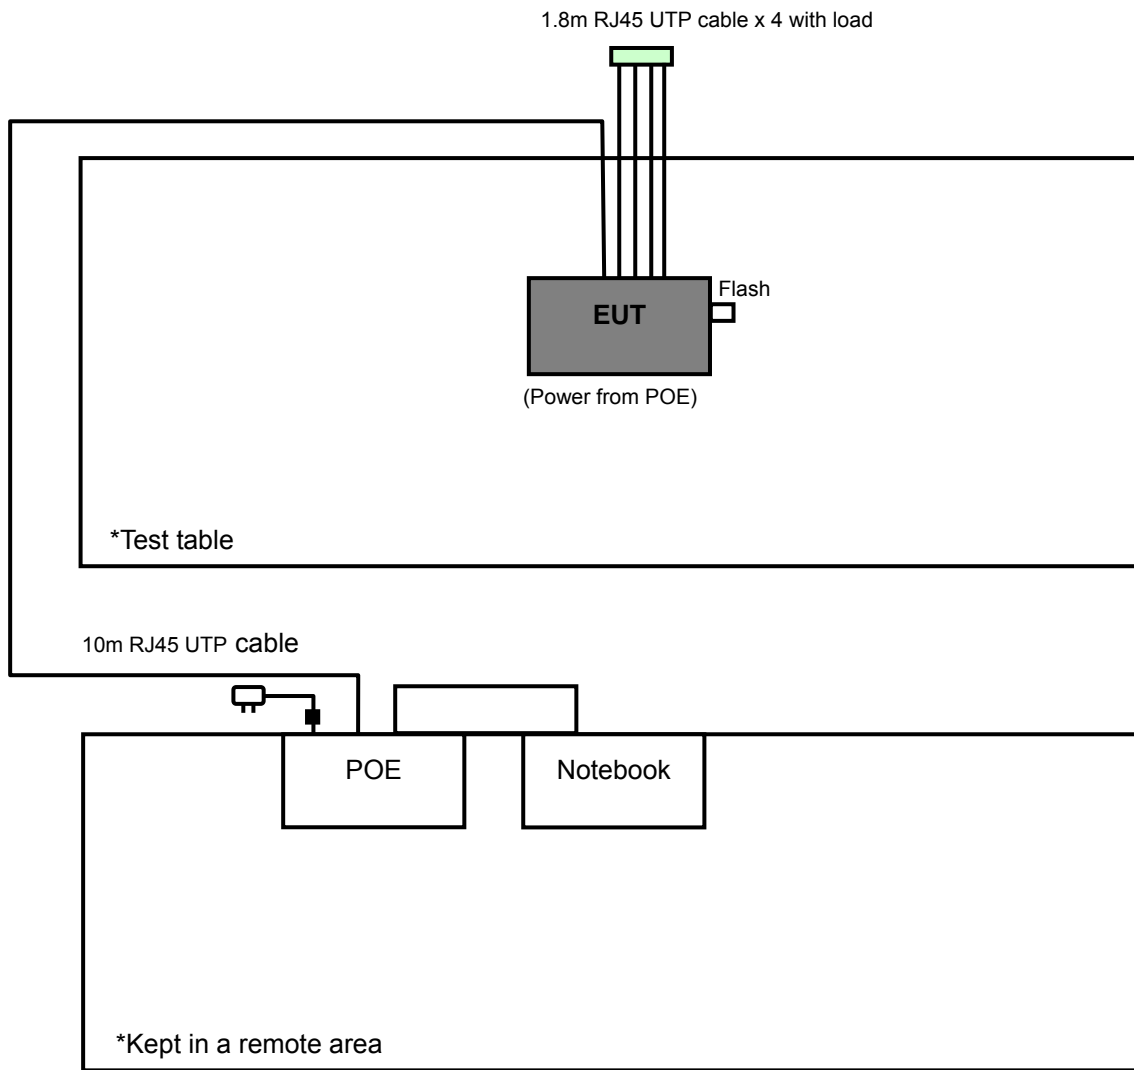 1.8m RJ45 UTP cable x 4 with load
Flash
EUT
(Power from POE)
*Test table
10m RJ45 UTP cable
POE
Notebook
*Kept in a remote area